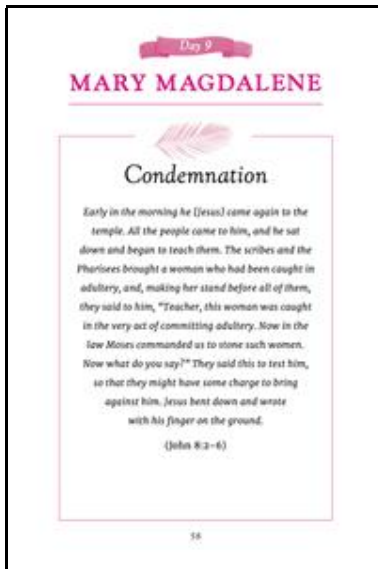 Day 9
MARY MAGDALENE
Condemnation
Early in the morning he [Jesus] came again to the
temple. All the people came to him, and he sat
down and began to teach them. The scribes and the
Pharisees brought a woman who had been caught in
adultery, and, making her stand before all of them,
they said to him, “Teacher, this woman was caught
in the very act of committing adultery. Now in the
law Moses commanded us to stone such women.
Now what do you say?” They said this to test him,
so that they might have some charge to bring
against him. Jesus bent down and wrote
with his finger on the ground.
(John 8:2–6)
58